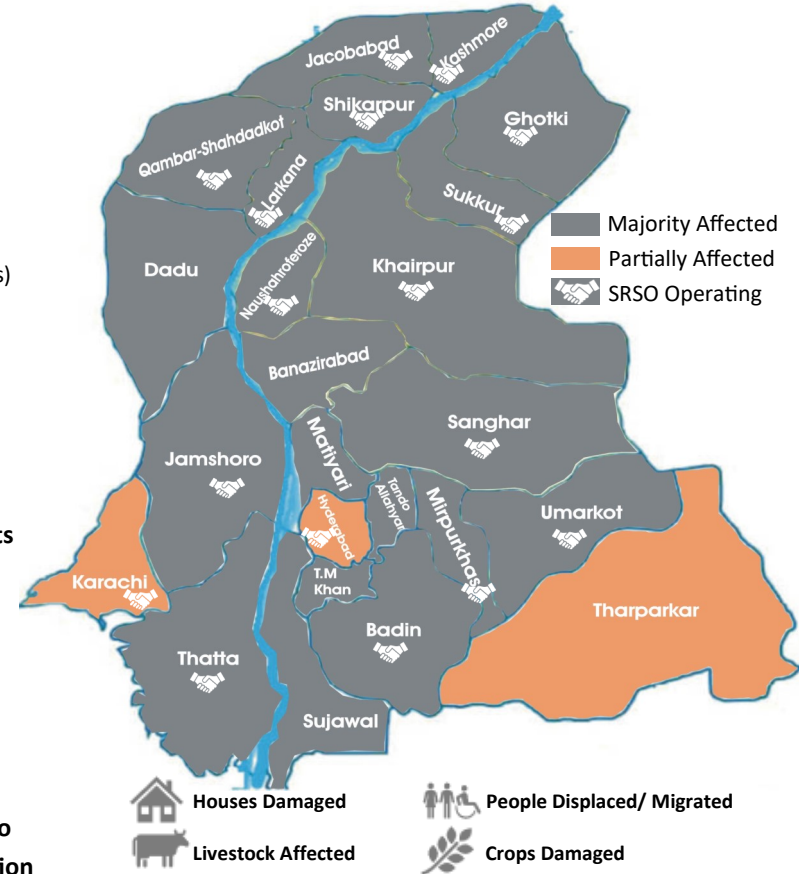 Jacobabad
Kashmore
Shikarpur
Ghotki
Qambar-Shahdadkot
Larkana
Sukkur
Majority Affected
Partially Affected
SRSO Operating
s)
Dadu
Naushahroferoze
Khairpur
Banazirabad
Sanghar
Matiyari
Jamshoro
Tando
Allahyar
Mirpurkhas
Umarkot
Hyderabad
ts
Karachi
T.M
Khan
Tharparkar
Badin
Thatta
Sujawal
Houses Damaged
People Displaced/ Migrated
o
Livestock Affected
Crops Damaged
ion